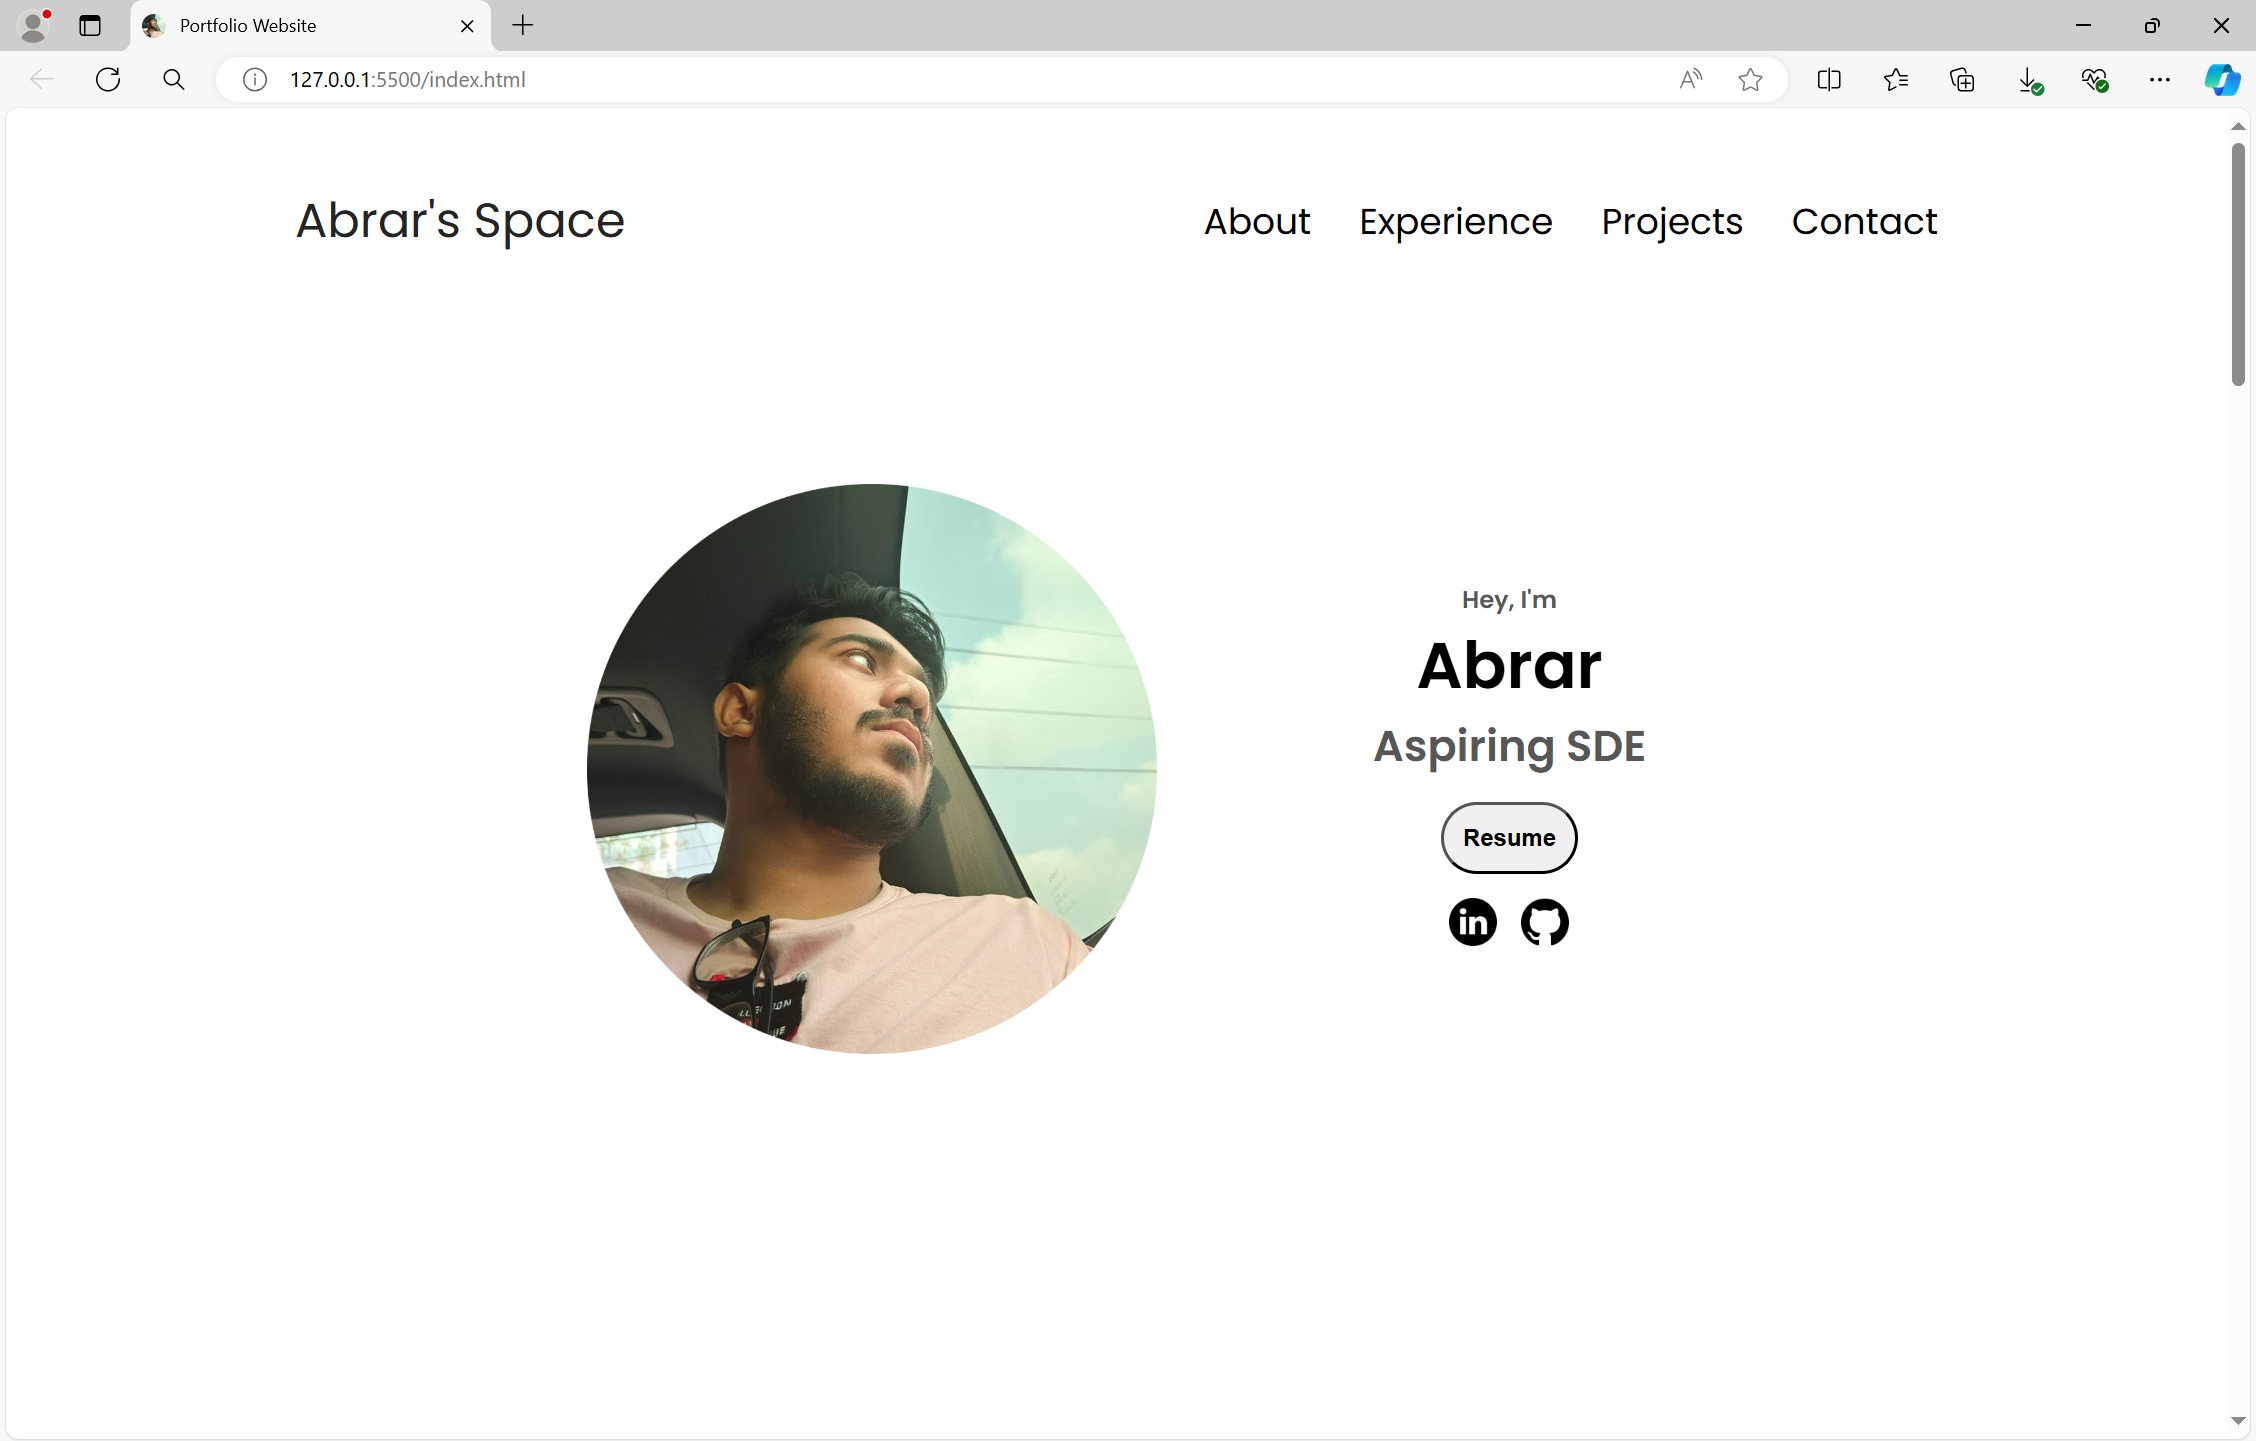 Portfolio Website
127.0.0.1:5500/index.html
Abrar's Space
About Experience Projects Contact
Hey, I'm
Abrar
Aspiring SDE
Resume
in